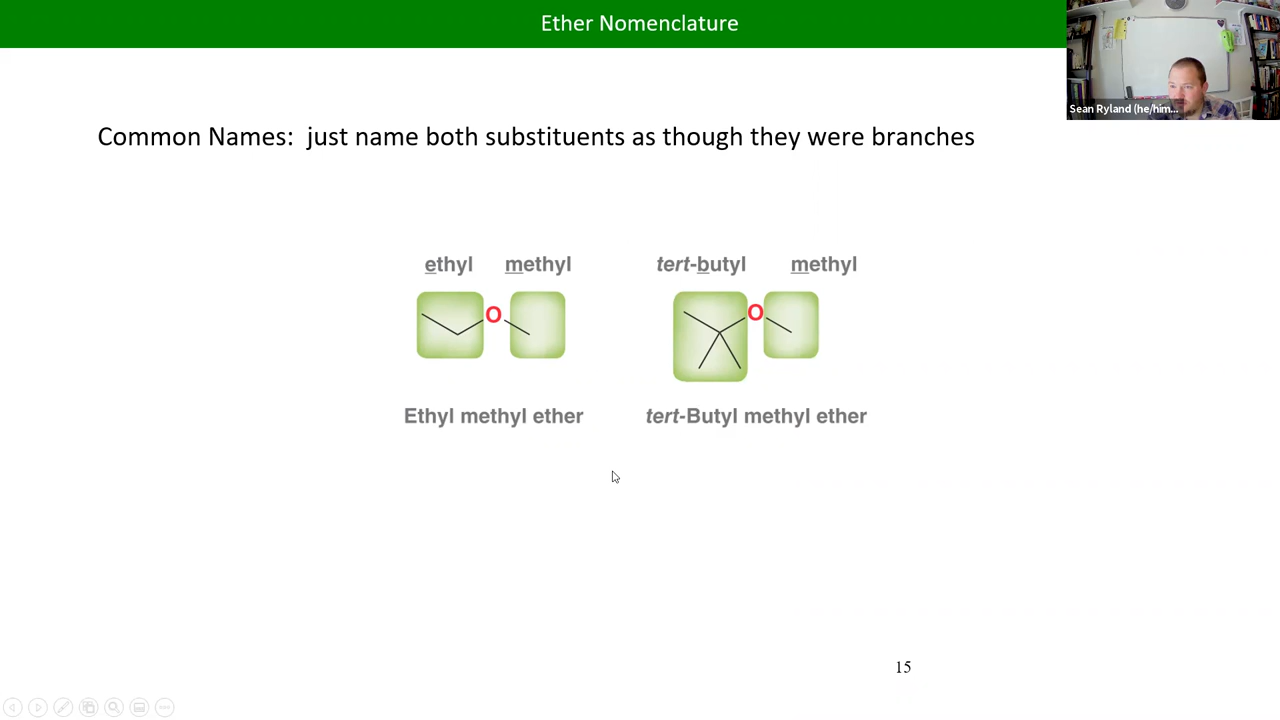 Ether Nomenclature
Sean Ryland (he/him...
Common Names: just name both substituents as though they were branches
ethyl methyl
tert-butyl methyl
O
O
Ethyl methyl ether
tert-Butyl methyl ether
15